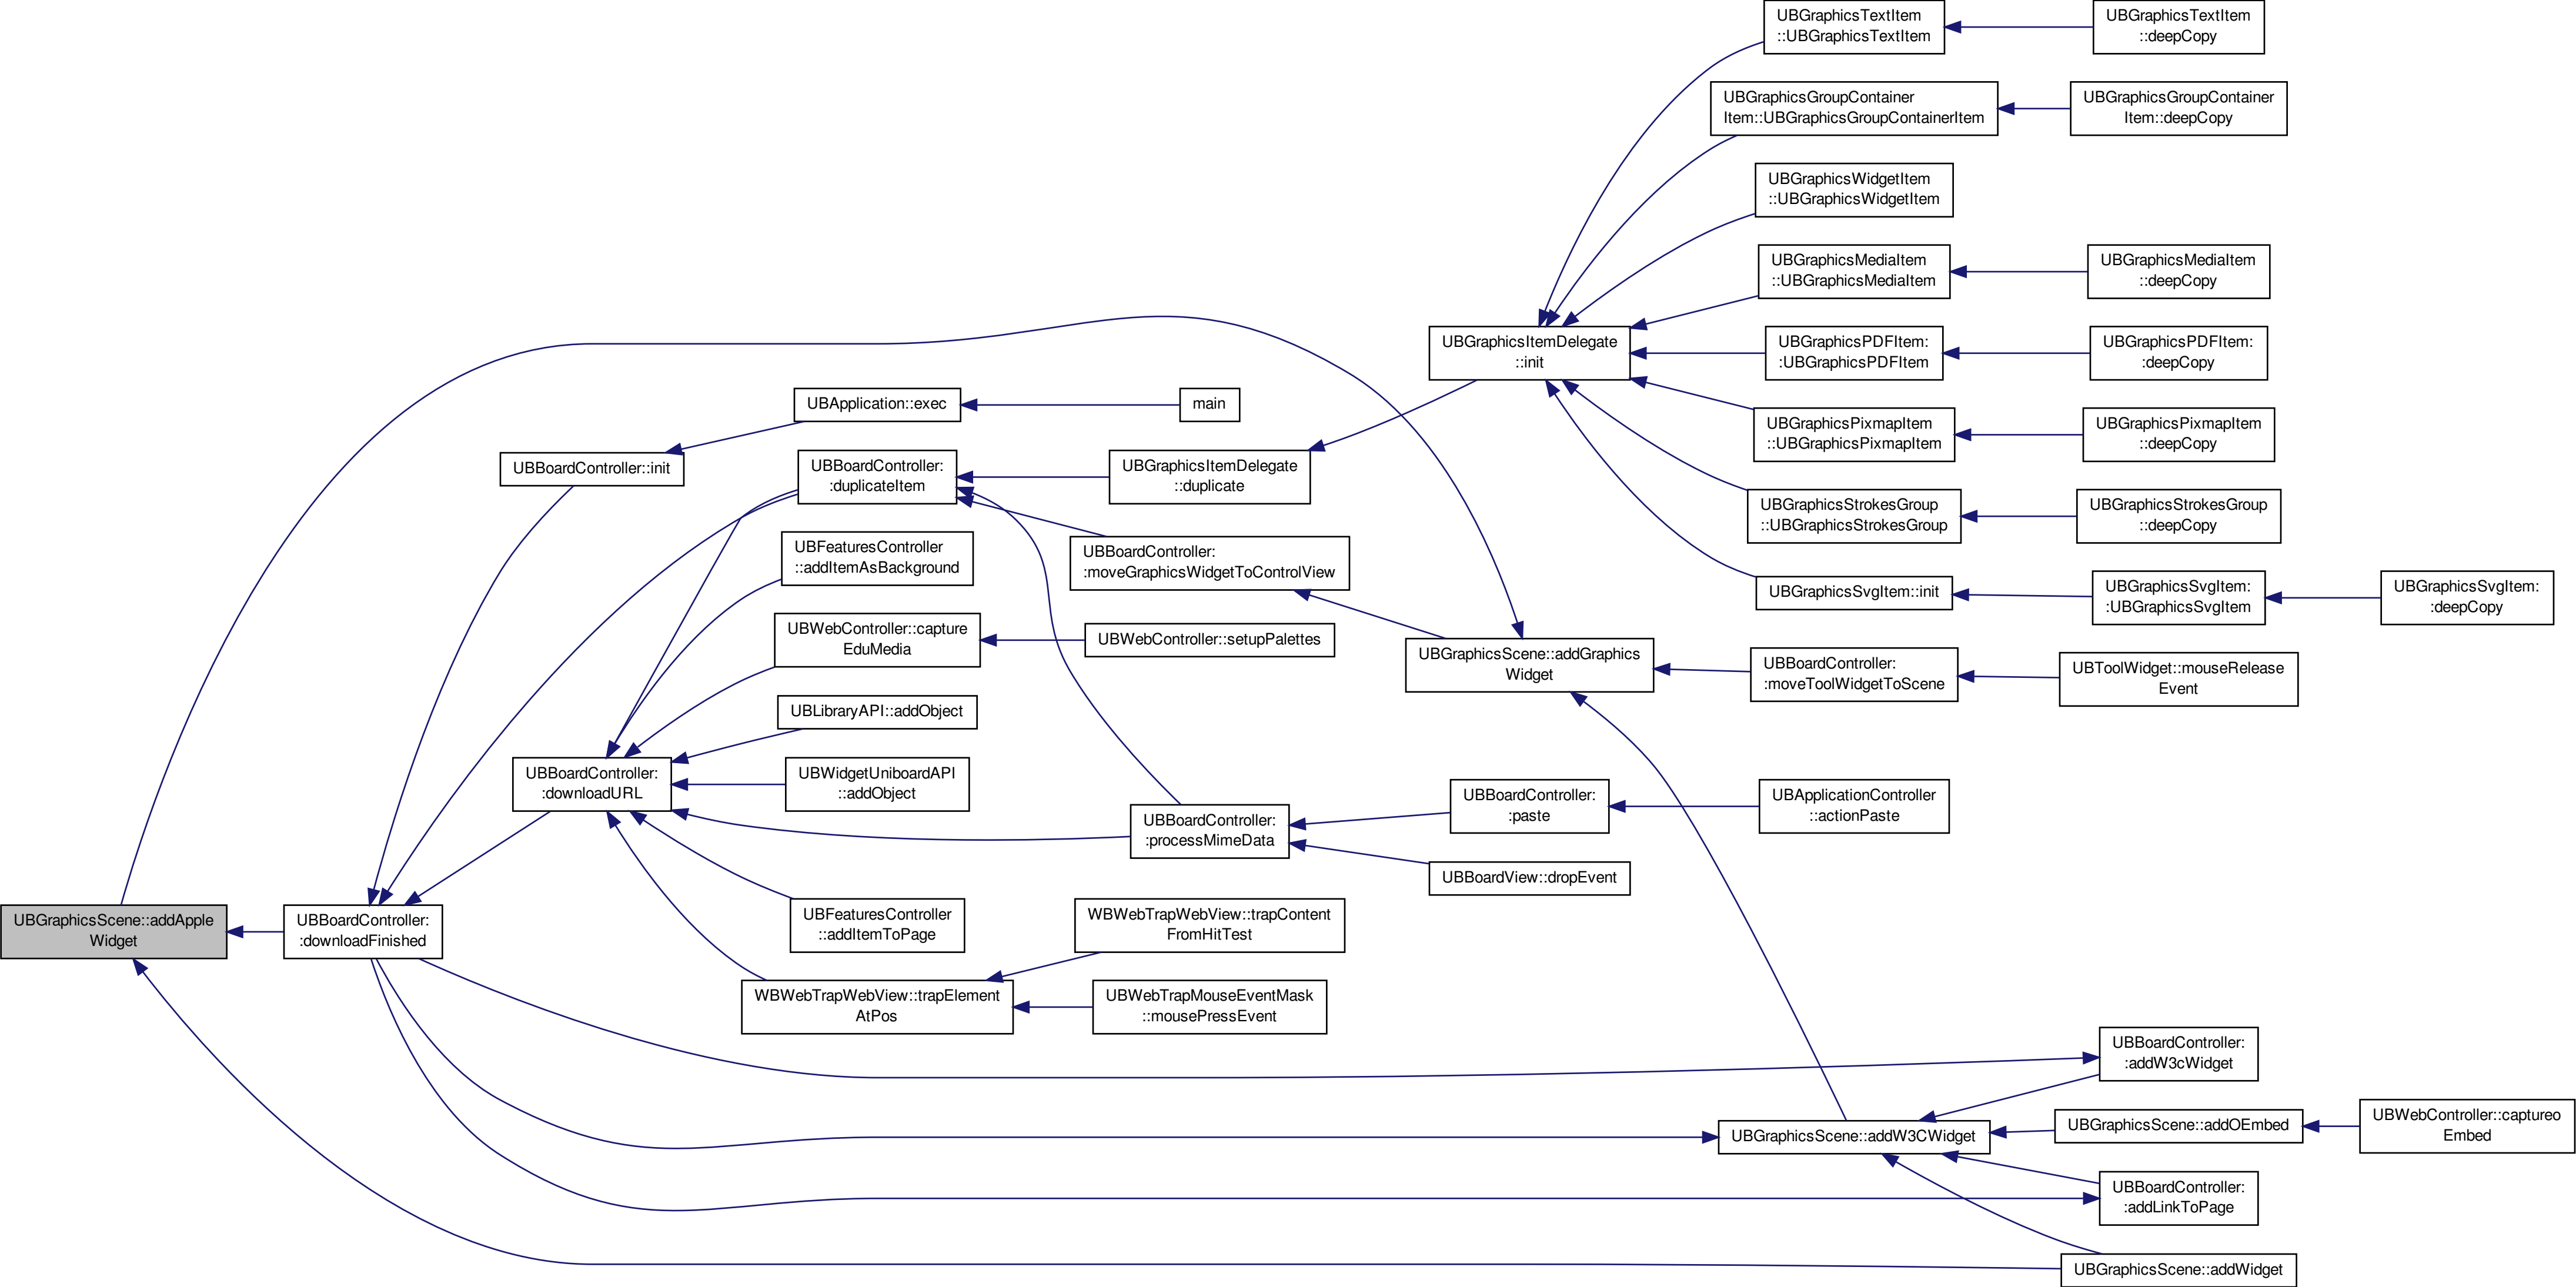 UBGraphicsTextItem
::UBGraphicsTextItem
UBGraphicsTextItem
::deepCopy
UBGraphicsGroupContainer
Item::UBGraphicsGroupContainerItem
UBGraphicsGroupContainer
Item::deepCopy
UBGraphicsWidgetItem
::UBGraphicsWidgetItem
UBGraphicsMediaItem
::UBGraphicsMediaItem
UBGraphicsMediaItem
::deepCopy
UBGraphicsItemDelegate
::init
UBGraphicsPDFItem:
:UBGraphicsPDFItem
UBGraphicsPDFItem:
:deepCopy
UBApplication::exec
main
UBGraphicsPixmapItem
::UBGraphicsPixmapItem
UBGraphicsPixmapItem
::deepCopy
UBBoardController::init
UBBoardController:
:duplicateItem
UBGraphicsItemDelegate
::duplicate
UBGraphicsStrokesGroup
::UBGraphicsStrokesGroup
UBGraphicsStrokesGroup
::deepCopy
UBFeaturesController
::addItemAsBackground
UBBoardController:
:moveGraphicsWidgetToControlView
UBGraphicsSvgItem::init
UBGraphicsSvgItem:
:UBGraphicsSvgItem
UBGraphicsSvgItem:
:deepCopy
UBWebController::capture
EduMedia
UBWebController::setupPalettes
UBGraphicsScene::addGraphics
Widget
UBBoardController:
:moveToolWidgetToScene
UBToolWidget::mouseRelease
Event
UBLibraryAPI::addObject
UBBoardController:
:downloadURL
UBWidgetUniboardAPI
::addObject
UBBoardController:
:processMimeData
UBBoardController:
:paste
UBApplicationController
::actionPaste
UBBoardView::dropEvent
UBGraphicsScene::addApple
Widget
UBBoardController:
:downloadFinished
UBFeaturesController
::addItemToPage
WBWebTrapWebView::trapContent
FromHitTest
WBWebTrapWebView::trapElement
AtPos
UBWebTrapMouseEventMask
::mousePressEvent
UBBoardController:
:addW3cWidget
UBGraphicsScene::addW3CWidget
UBGraphicsScene::addOEmbed
UBWebController::captureo
Embed
UBBoardController:
:addLinkToPage
UBGraphicsScene::addWidget